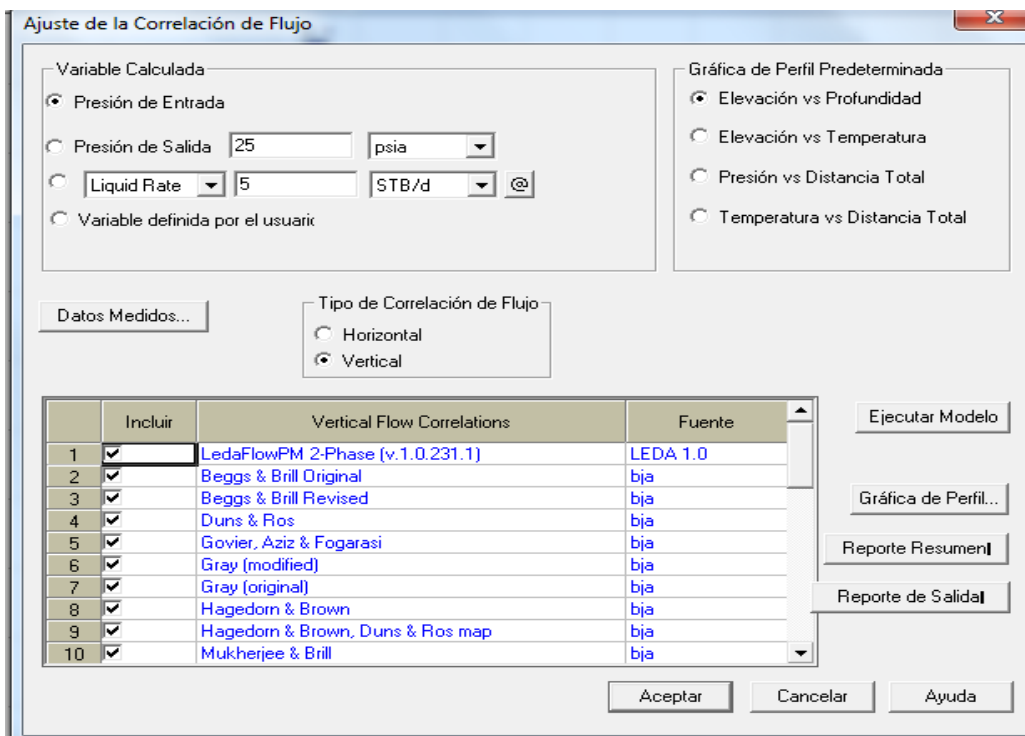 Ajuste de la Correlación de Flujo
Variable Calculada
Presión de Entrada
Presión de Salida 25 psia
Liquid Rate 5 STB/d @
Variable definida por el usuaric
Gráfica de Perfil Predeterminada
Elevación vs Profundidad
Elevación vs Temperatura
Presión vs Distancia Total
Temperatura vs Distancia Total
Datos Medidos...
Tipo de Correlación de Flujo
Horizontal
Vertical
Incluir Vertical Flow Correlations Fuente
1 LedaFlowPM 2-Phase (v.1.0.231.1) LEDA 1.0
2 Beggs & Brill Original bja
3 Beggs & Brill Revised bja
4 Duns & Ros bja
5 Govier, Aziz & Fogarasi bja
6 Gray (modified) bja
7 Gray (original) bja
8 Hagedorn & Brown bja
9 Hagedorn & Brown, Duns & Ros map bja
10 Mukherjee & Brill bja
Ejecutar Modelo
Gráfica de Perfil...
Reporte Resumen
Reporte de Salida
Aceptar Cancelar Ayuda